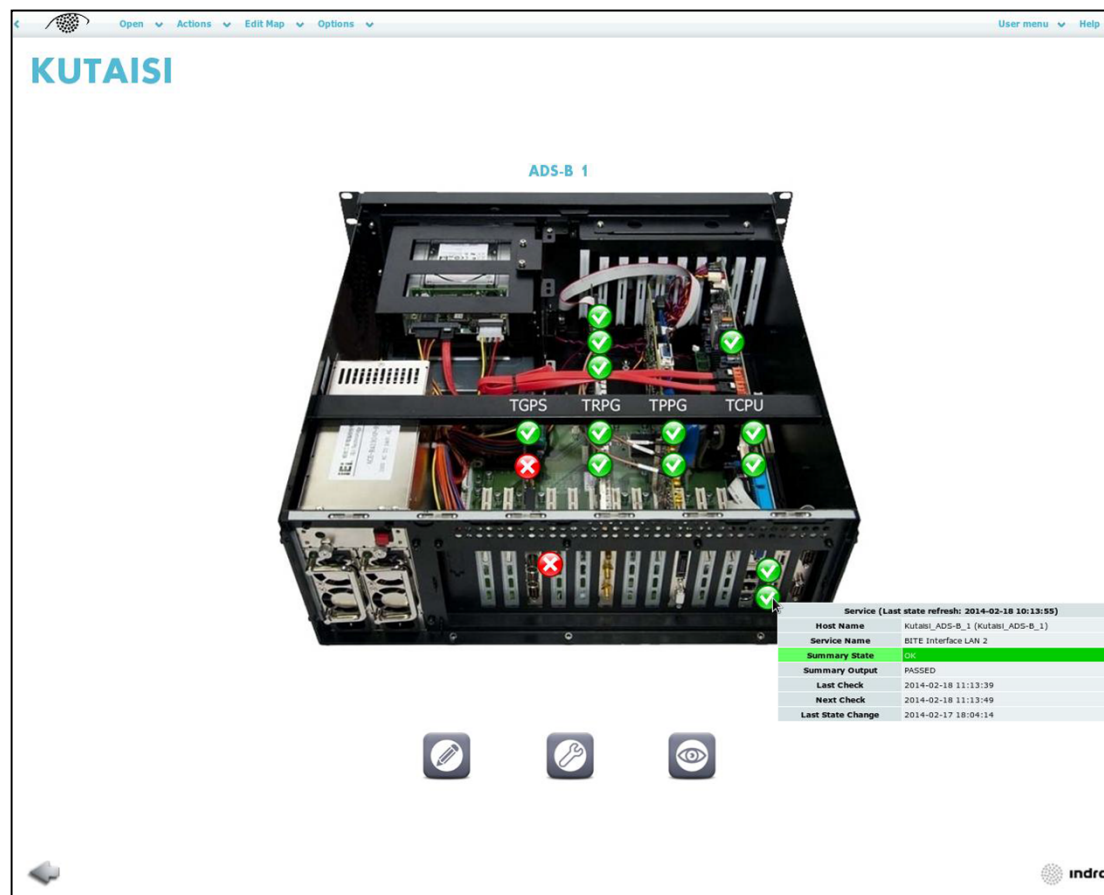 Open Actions Edit Map Options User menu Help
KUTAISI
ADS-B 1
TGPS TRPG TPPG TCPU
Service (Last state refresh: 2014-02-18 10:13:55)
Host Name Kutaisi_ADS-B_1 (Kutaisi_ADS-B_1)
Service Name BITE Interface LAN 2
Summary State OK
Summary Output PASSED
Last Check 2014-02-18 11:13:39
Next Check 2014-02-18 11:13:49
Last State Change 2014-02-17 18:04:14
indra